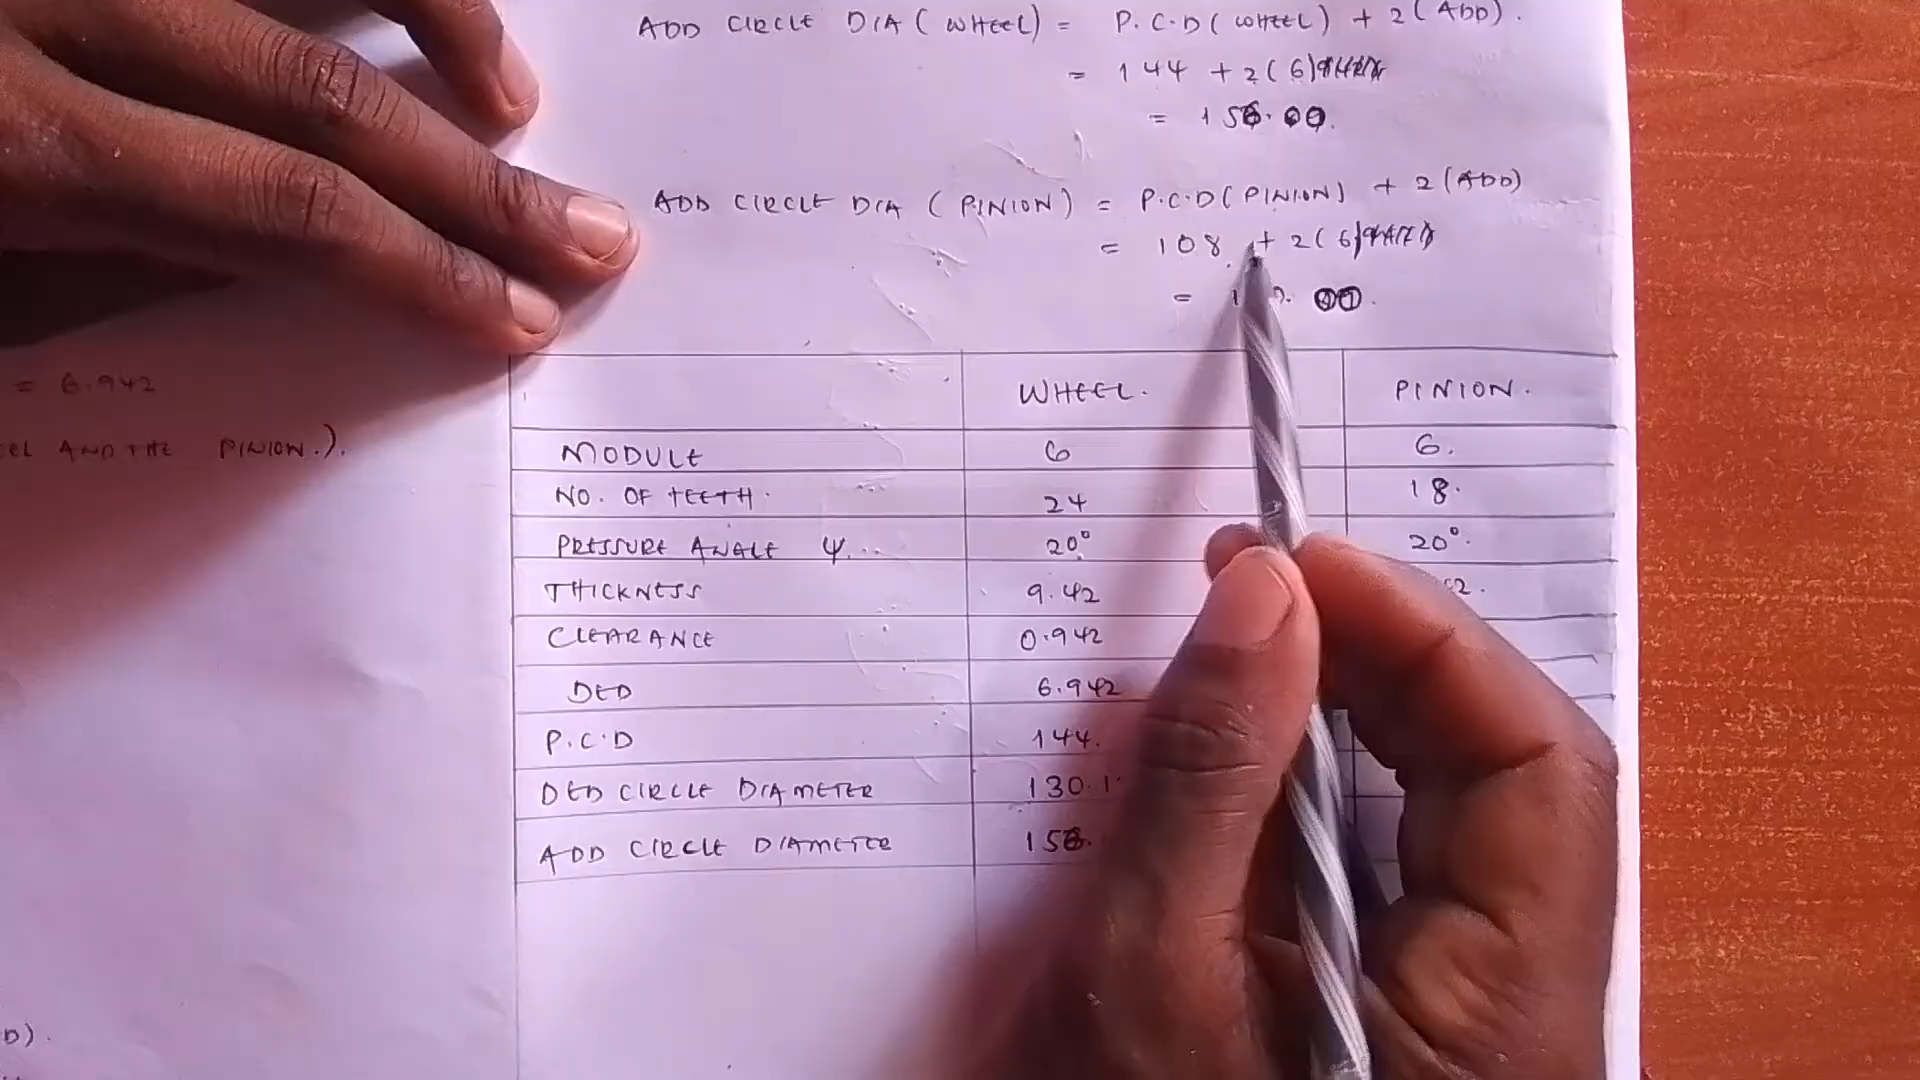 ADD CIRCLE DIA ( WHEEL) = P.C.D ( WHEEL) + 2 ( ADD) .
= 144 + 2 ( 6)
= 156.00.
ADD CIRCLE DIA ( PINION ) = P.C.D ( PINION ) + 2 (ADD)
= 108 + 2 ( 6)
= 00 .
= 6.942
AND THE PINION.).
WHEEL. PINION.
MODULE 6 6.
NO. OF TEETH. 24 18.
PRESSURE ANGLE Ψ... 20° 20°.
THICKNESS 9.42
CLEARANCE 0.942
DED 6.942
P.C.D 144.
DED CIRCLE DIAMETER 130.1
ADD CIRCLE DIAMETER 156.
D).